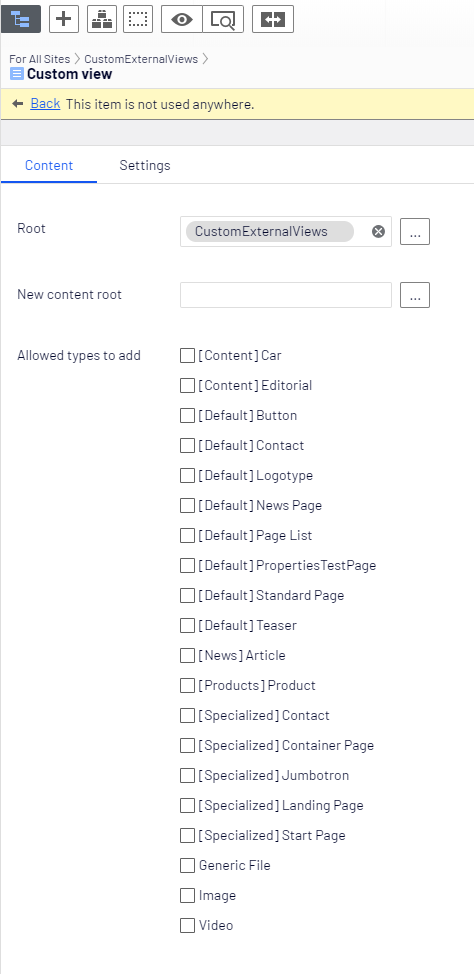 For All Sites > CustomExternalViews >
Custom view
Back This item is not used anywhere.
Content Settings
Root CustomExternalViews ...
New content root ...
Allowed types to add [Content] Car
[Content] Editorial
[Default] Button
[Default] Contact
[Default] Logotype
[Default] News Page
[Default] Page List
[Default] PropertiesTestPage
[Default] Standard Page
[Default] Teaser
[News] Article
[Products] Product
[Specialized] Contact
[Specialized] Container Page
[Specialized] Jumbotron
[Specialized] Landing Page
[Specialized] Start Page
Generic File
Image
Video